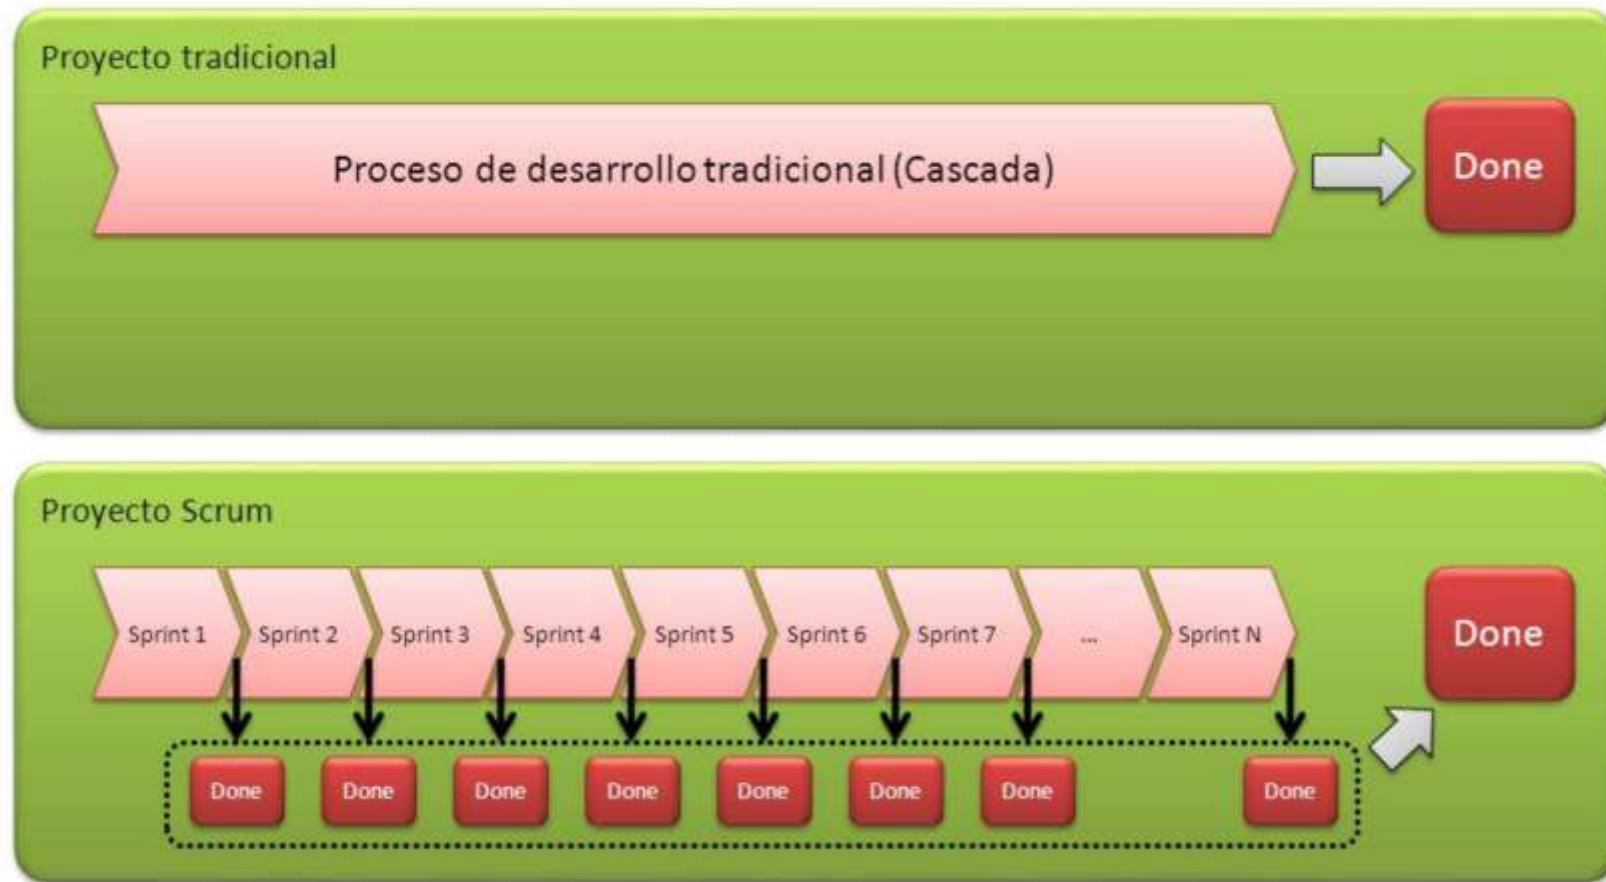 Proyecto tradicional
Proceso de desarrollo tradicional (Cascada)
Done
Proyecto Scrum
Sprint 1
Sprint 2
Sprint 3
Sprint 4
Sprint 5
Sprint 6
Sprint 7
...
Sprint N
Done
Done
Done
Done
Done
Done
Done
Done
Done